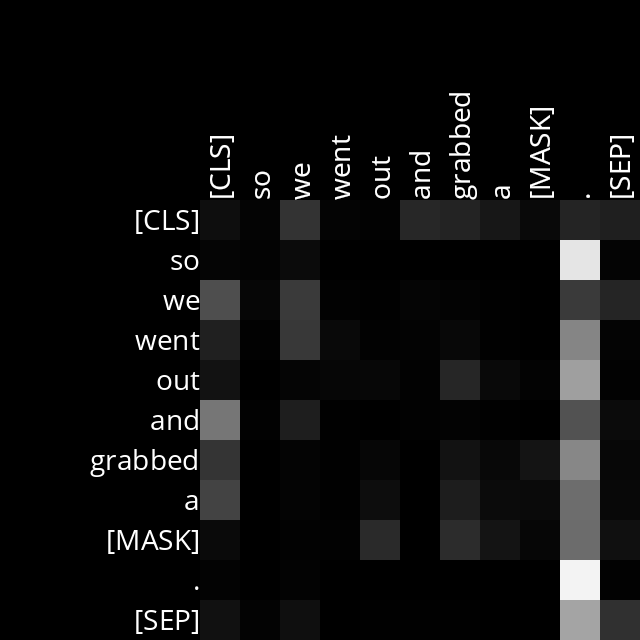 [CLS] so we went out and grabbed a [MASK] . [SEP]
[CLS]
so
we
went
out
and
grabbed
a
[MASK]
.
[SEP]